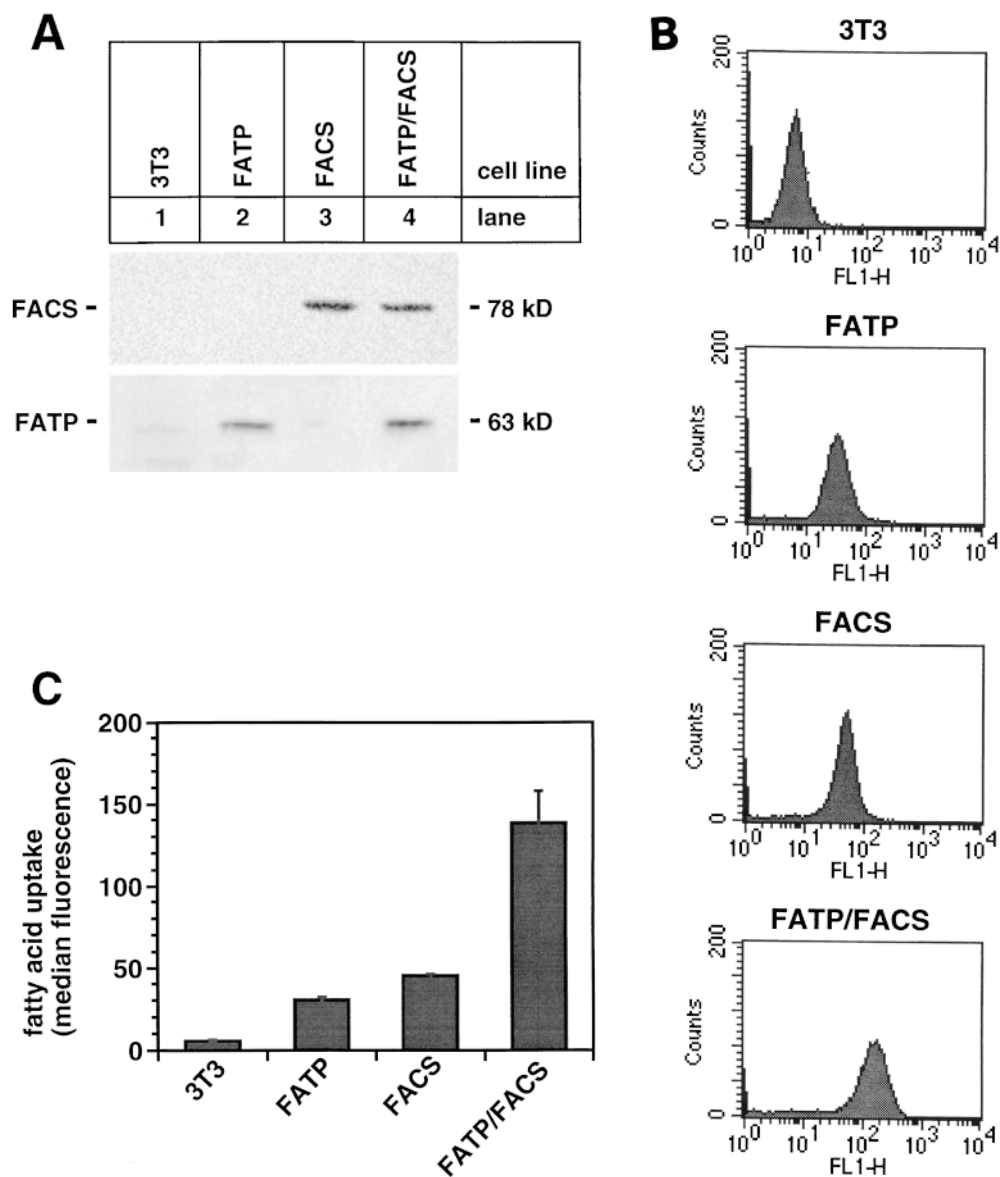 A
3T3
FATP
FACS
FATP/FACS
cell line
1 2 3 4 lane
FACS - - 78 kD
FATP - - 63 kD
B
3T3
200
Counts
0
10^0 10^1 10^2 10^3 10^4
FL1-H
FATP
200
Counts
0
10^0 10^1 10^2 10^3 10^4
FL1-H
FACS
200
Counts
0
10^0 10^1 10^2 10^3 10^4
FL1-H
FATP/FACS
200
Counts
0
10^0 10^1 10^2 10^3 10^4
FL1-H
C
fatty acid uptake
(median fluorescence)
200
150
100
50
0
3T3
FATP
FACS
FATP/FACS